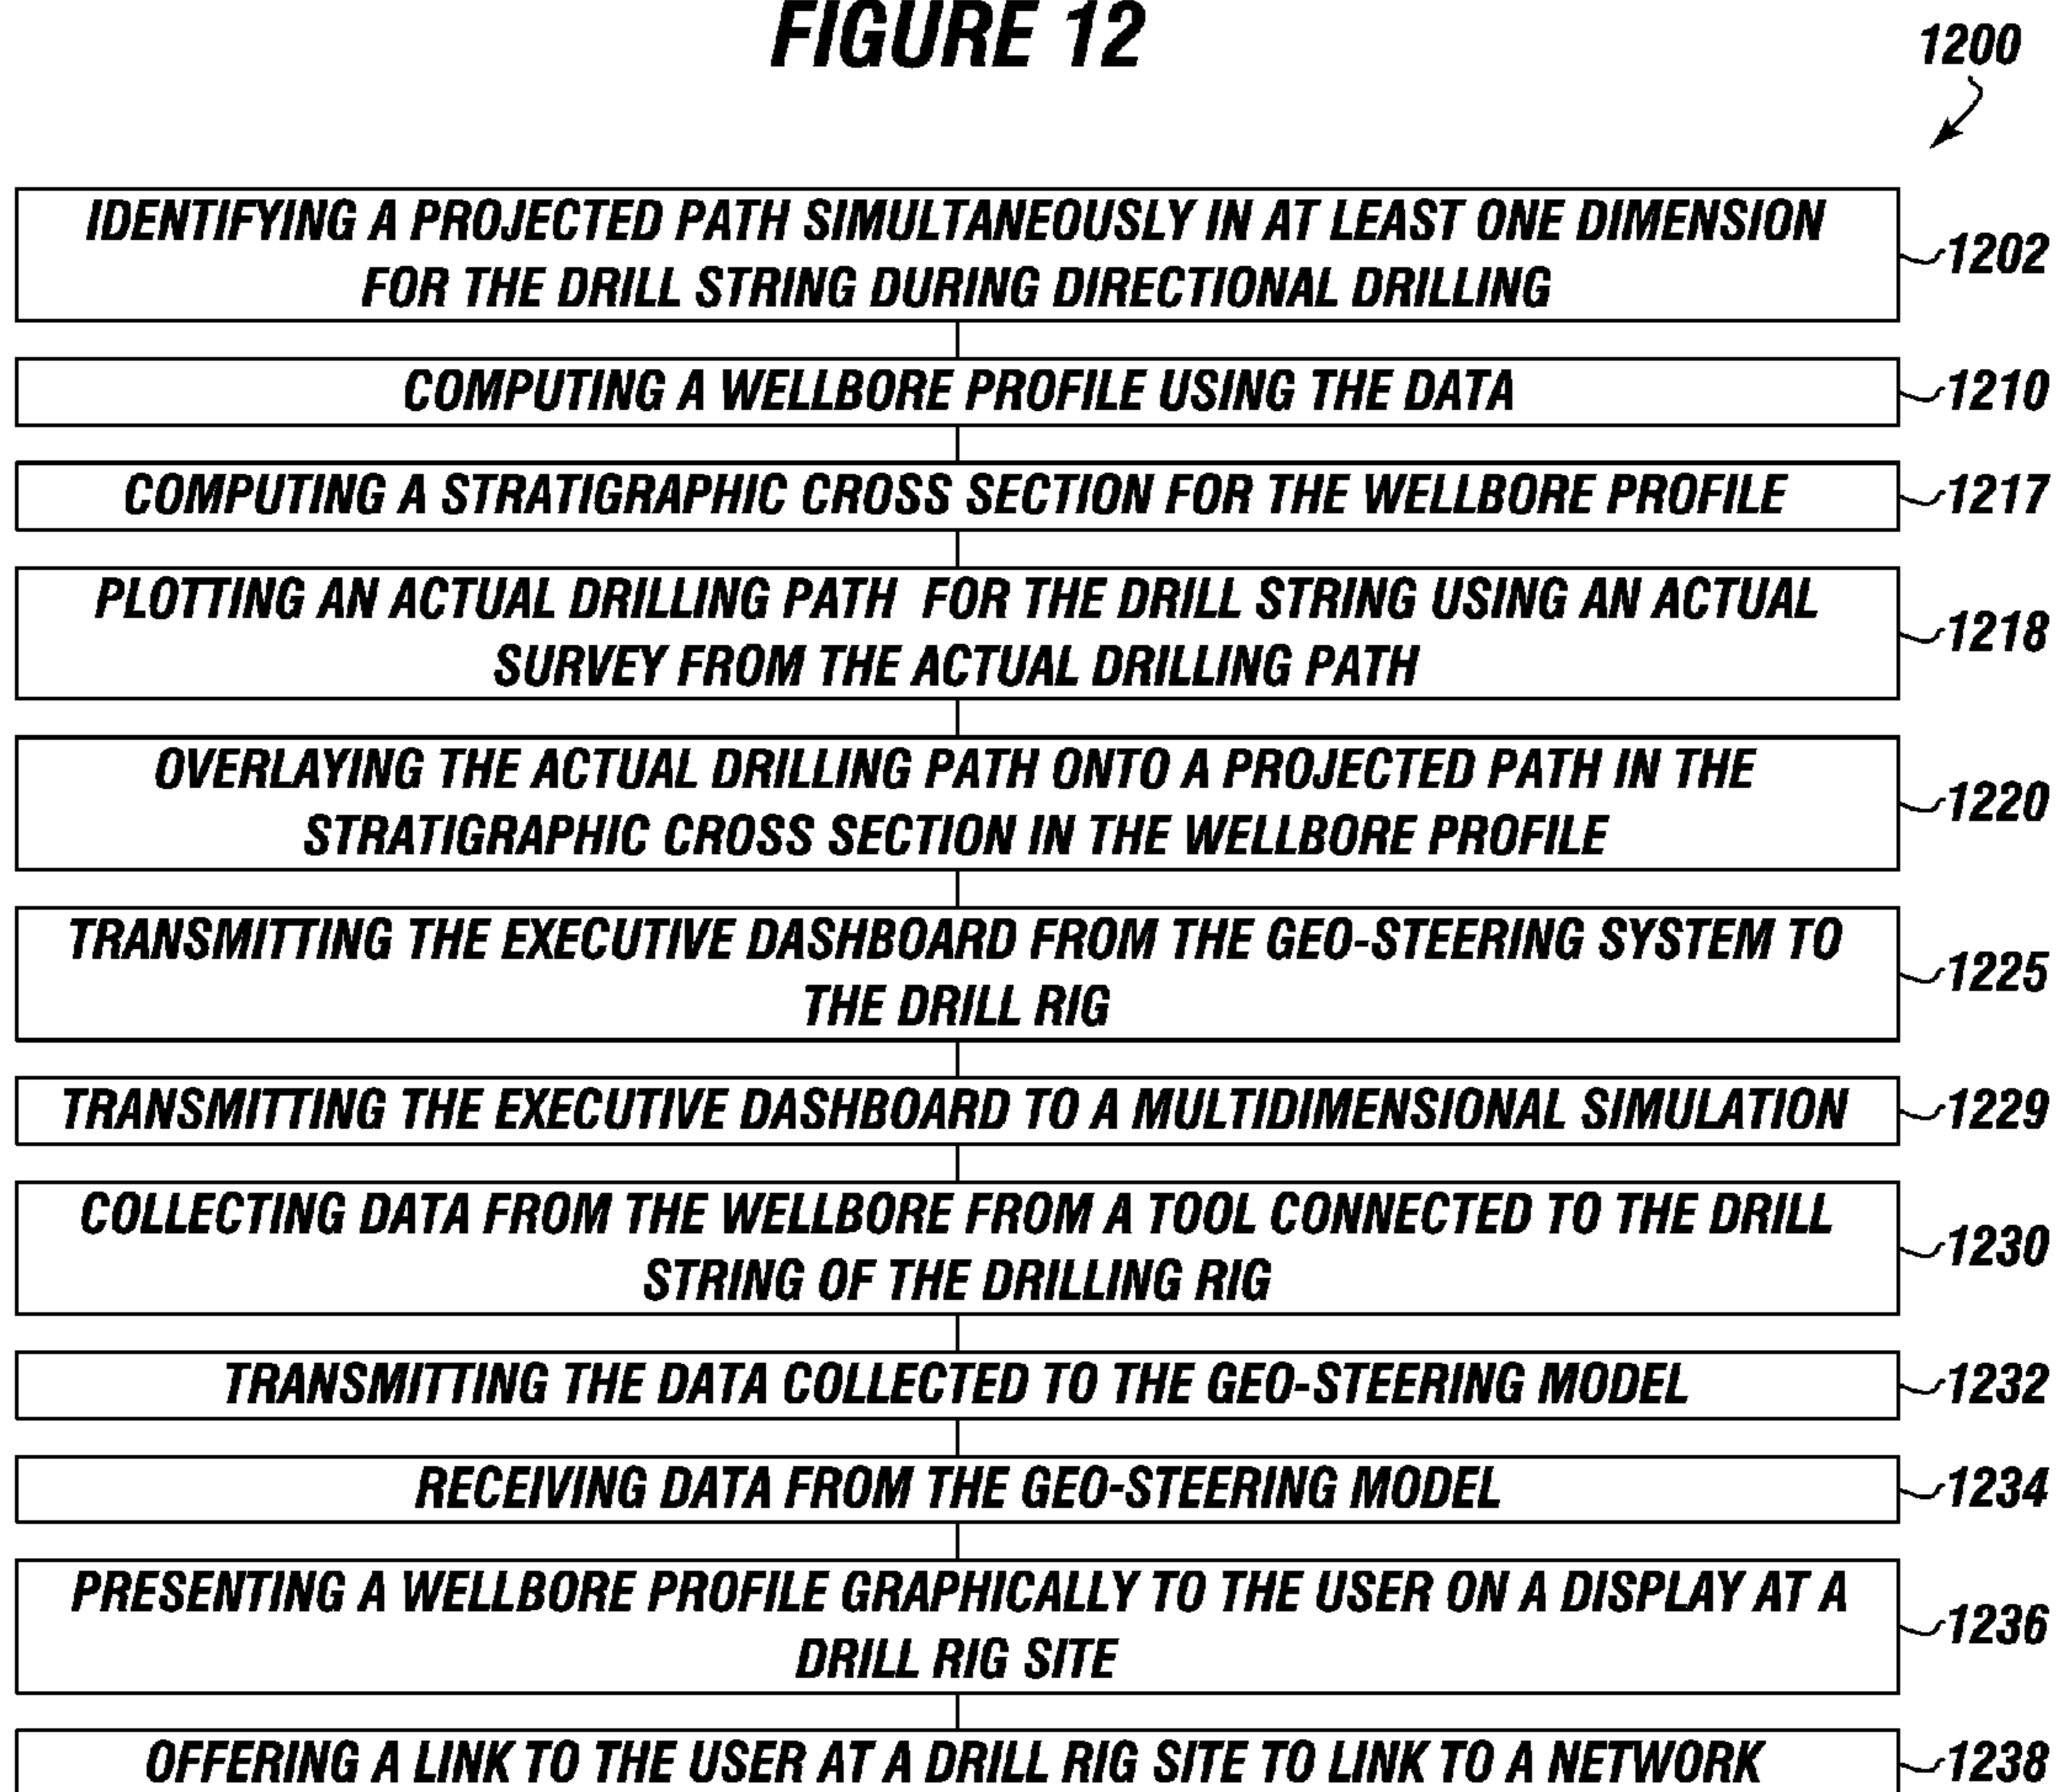 FIGURE 12
1200
IDENTIFYING A PROJECTED PATH SIMULTANEOUSLY IN AT LEAST ONE DIMENSION
FOR THE DRILL STRING DURING DIRECTIONAL DRILLING
1202
COMPUTING A WELLBORE PROFILE USING THE DATA
1210
COMPUTING A STRATIGRAPHIC CROSS SECTION FOR THE WELLBORE PROFILE
1217
PLOTTING AN ACTUAL DRILLING PATH FOR THE DRILL STRING USING AN ACTUAL
SURVEY FROM THE ACTUAL DRILLING PATH
1218
OVERLAYING THE ACTUAL DRILLING PATH ONTO A PROJECTED PATH IN THE
STRATIGRAPHIC CROSS SECTION IN THE WELLBORE PROFILE
1220
TRANSMITTING THE EXECUTIVE DASHBOARD FROM THE GEO-STEERING SYSTEM TO
THE DRILL RIG
1225
TRANSMITTING THE EXECUTIVE DASHBOARD TO A MULTIDIMENSIONAL SIMULATION
1229
COLLECTING DATA FROM THE WELLBORE FROM A TOOL CONNECTED TO THE DRILL
STRING OF THE DRILLING RIG
1230
TRANSMITTING THE DATA COLLECTED TO THE GEO-STEERING MODEL
1232
RECEIVING DATA FROM THE GEO-STEERING MODEL
1234
PRESENTING A WELLBORE PROFILE GRAPHICALLY TO THE USER ON A DISPLAY AT A
DRILL RIG SITE
1236
OFFERING A LINK TO THE USER AT A DRILL RIG SITE TO LINK TO A NETWORK
1238